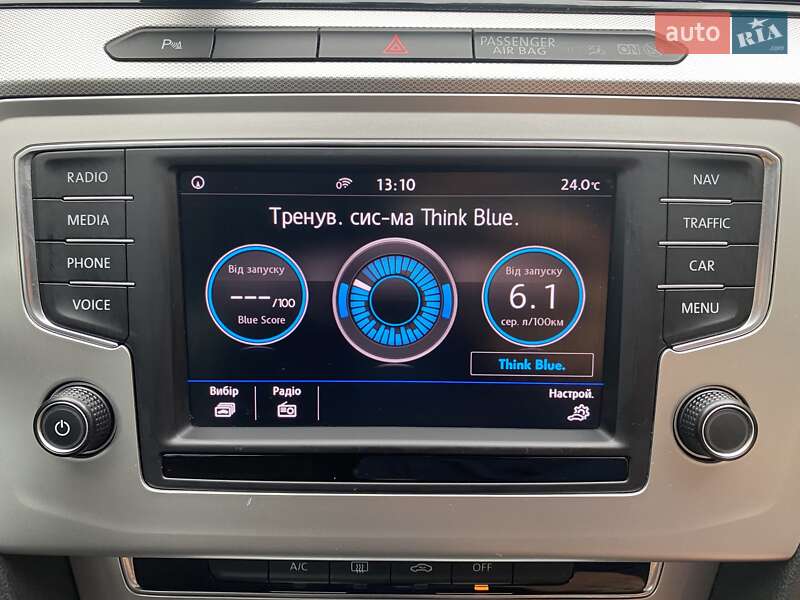 auto RIA
PASSENGER
AIR BAG ON
RADIO
MEDIA
PHONE
VOICE
0 13:10 24.0°C
Тренув. сис-ма Think Blue.
Від запуску
---/100
Blue Score
Від запуску
6.1
сер. л/100км
Think Blue.
Вибір Радіо Настрой.
NAV
TRAFFIC
CAR
MENU
A/C OFF